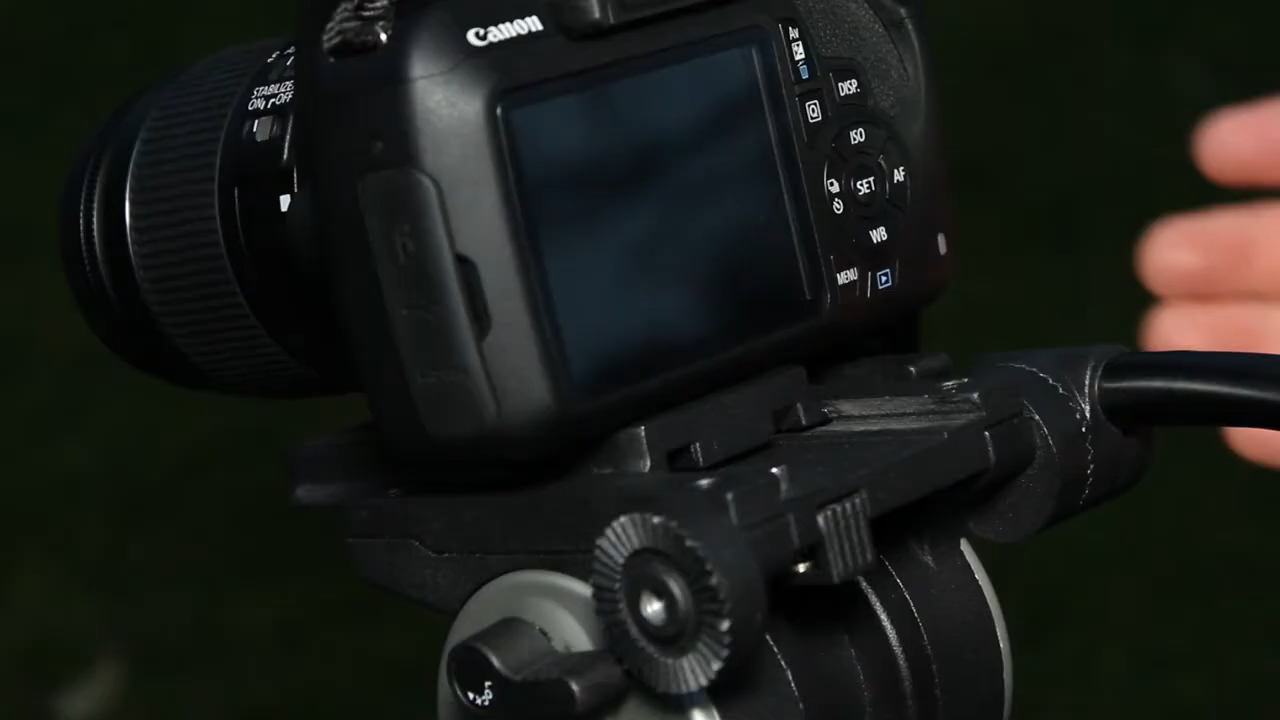 Canon
STABILIZER
ON OFF
Av
DISP.
Q
ISO
AF
SET
WB
MENU